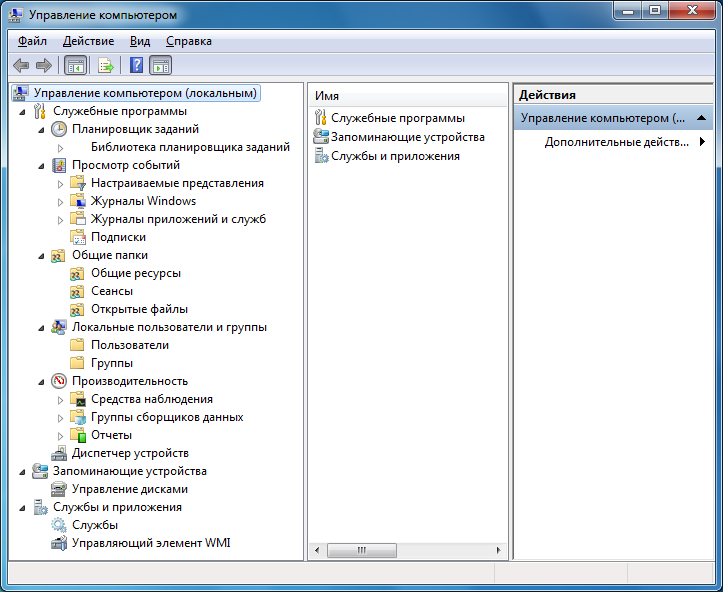 Управление компьютером
Файл Действие Вид Справка
Управление компьютером (локальным)
Служебные программы
Планировщик заданий
Библиотека планировщика заданий
Просмотр событий
Настраиваемые представления
Журналы Windows
Журналы приложений и служб
Подписки
Общие папки
Общие ресурсы
Сеансы
Открытые файлы
Локальные пользователи и группы
Пользователи
Группы
Производительность
Средства наблюдения
Группы сборщиков данных
Отчеты
Диспетчер устройств
Запоминающие устройства
Управление дисками
Службы и приложения
Службы
Управляющий элемент WMI
Имя
Служебные программы
Запоминающие устройства
Службы и приложения
Действия
Управление компьютером (...
Дополнительные действ...